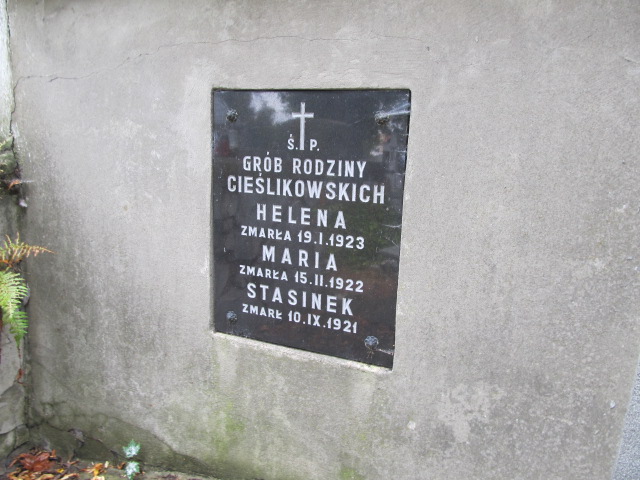 Ś. P.
GRÓB RODZINY
CIEŚLIKOWSKICH
HELENA
ZMARŁA 19.I.1923
MARIA
ZMARŁA 15.II.1922
STASINEK
ZMARŁ 10.IX.1921